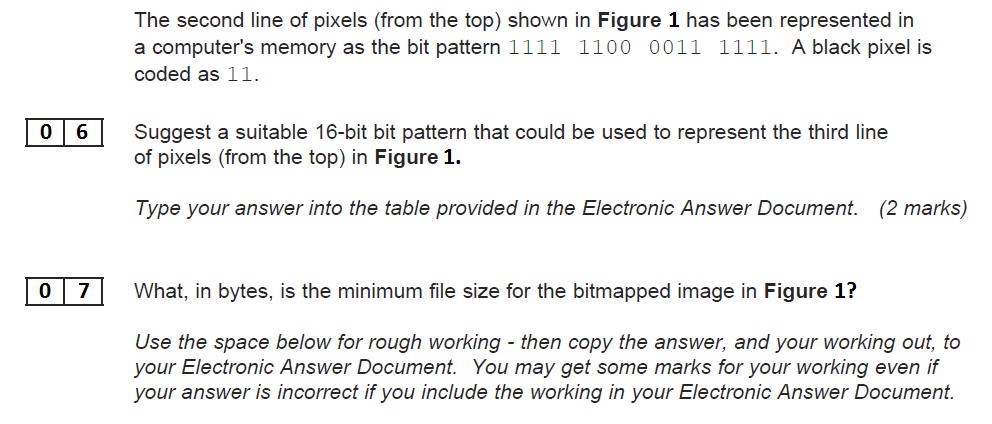 The second line of pixels (from the top) shown in Figure 1 has been represented in
a computer's memory as the bit pattern 1111 1100 0011 1111. A black pixel is
coded as 11.
0 6 Suggest a suitable 16-bit bit pattern that could be used to represent the third line
of pixels (from the top) in Figure 1.
Type your answer into the table provided in the Electronic Answer Document. (2 marks)
0 7 What, in bytes, is the minimum file size for the bitmapped image in Figure 1?
Use the space below for rough working - then copy the answer, and your working out, to
your Electronic Answer Document. You may get some marks for your working even if
your answer is incorrect if you include the working in your Electronic Answer Document.